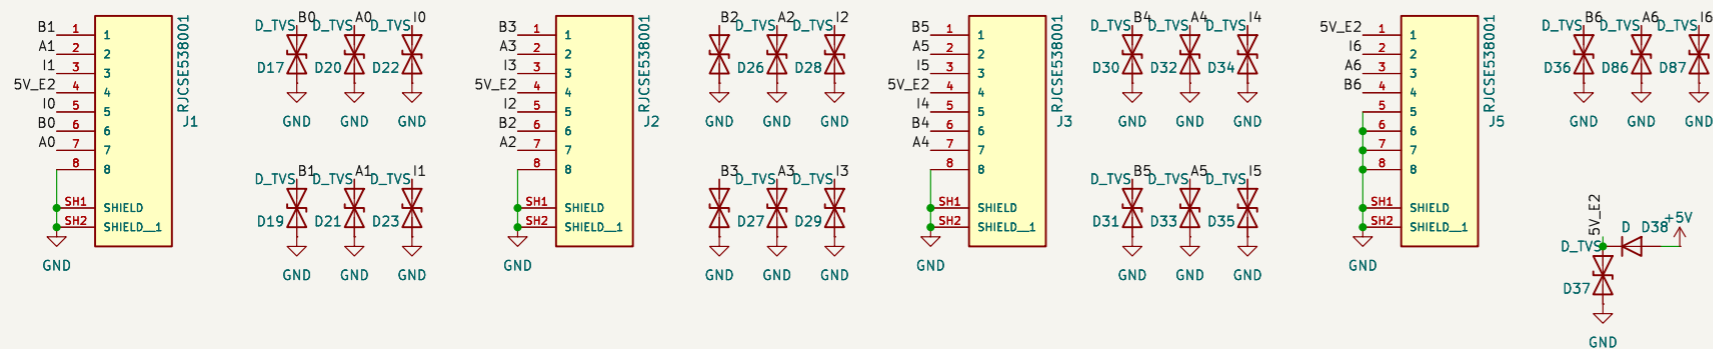 B1 1 1
A1 2 2
I1 3 3
5V_E2 4 4
I0 5 5
B0 6 6
A0 7 7
8 8
SH1 SHIELD
SH2 SHIELD__1
GND
RJCSE538001
J1
D_TVS B0 D_TVS A0 D_TVS I0
D17 D20 D22
GND GND GND
D_TVS B1 D_TVS A1 D_TVS I1
D19 D21 D23
GND GND GND
B3 1 1
A3 2 2
I3 3 3
5V_E2 4 4
I2 5 5
B2 6 6
A2 7 7
8 8
SH1 SHIELD
SH2 SHIELD__1
GND
RJCSE538001
J2
B2 D_TVS A2 D_TVS I2
D26 D28
GND GND GND
B3 D_TVS A3 D_TVS I3
D27 D29
GND GND GND
B5 1 1
A5 2 2
I5 3 3
5V_E2 4 4
I4 5 5
B4 6 6
A4 7 7
8 8
SH1 SHIELD
SH2 SHIELD__1
GND
RJCSE538001
J3
D_TVS B4 D_TVS A4 D_TVS I4
D30 D32 D34
GND GND GND
D_TVS B5 D_TVS A5 D_TVS I5
D31 D33 D35
GND GND GND
5V_E2 1 1
I6 2 2
A6 3 3
B6 4 4
5 5
6 6
7 7
8 8
SH1 SHIELD
SH2 SHIELD__1
GND
RJCSE538001
J5
D_TVS B6 D_TVS A6 D_TVS I6
D36 D86 D87
GND GND GND
5V_E2
+5V
D D38
D_TVS
D37
GND